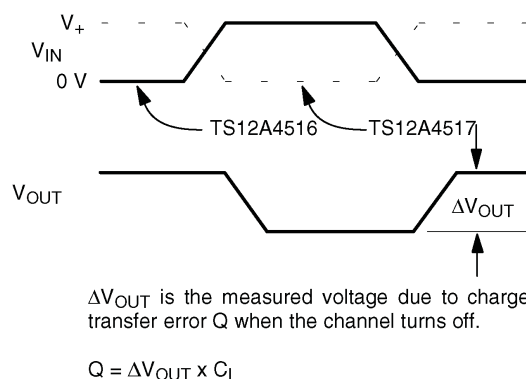 V+
VIN
0 V
TS12A4516 TS12A4517
VOUT
ΔVOUT
ΔVOUT is the measured voltage due to charge
transfer error Q when the channel turns off.
Q = ΔVOUT x CL